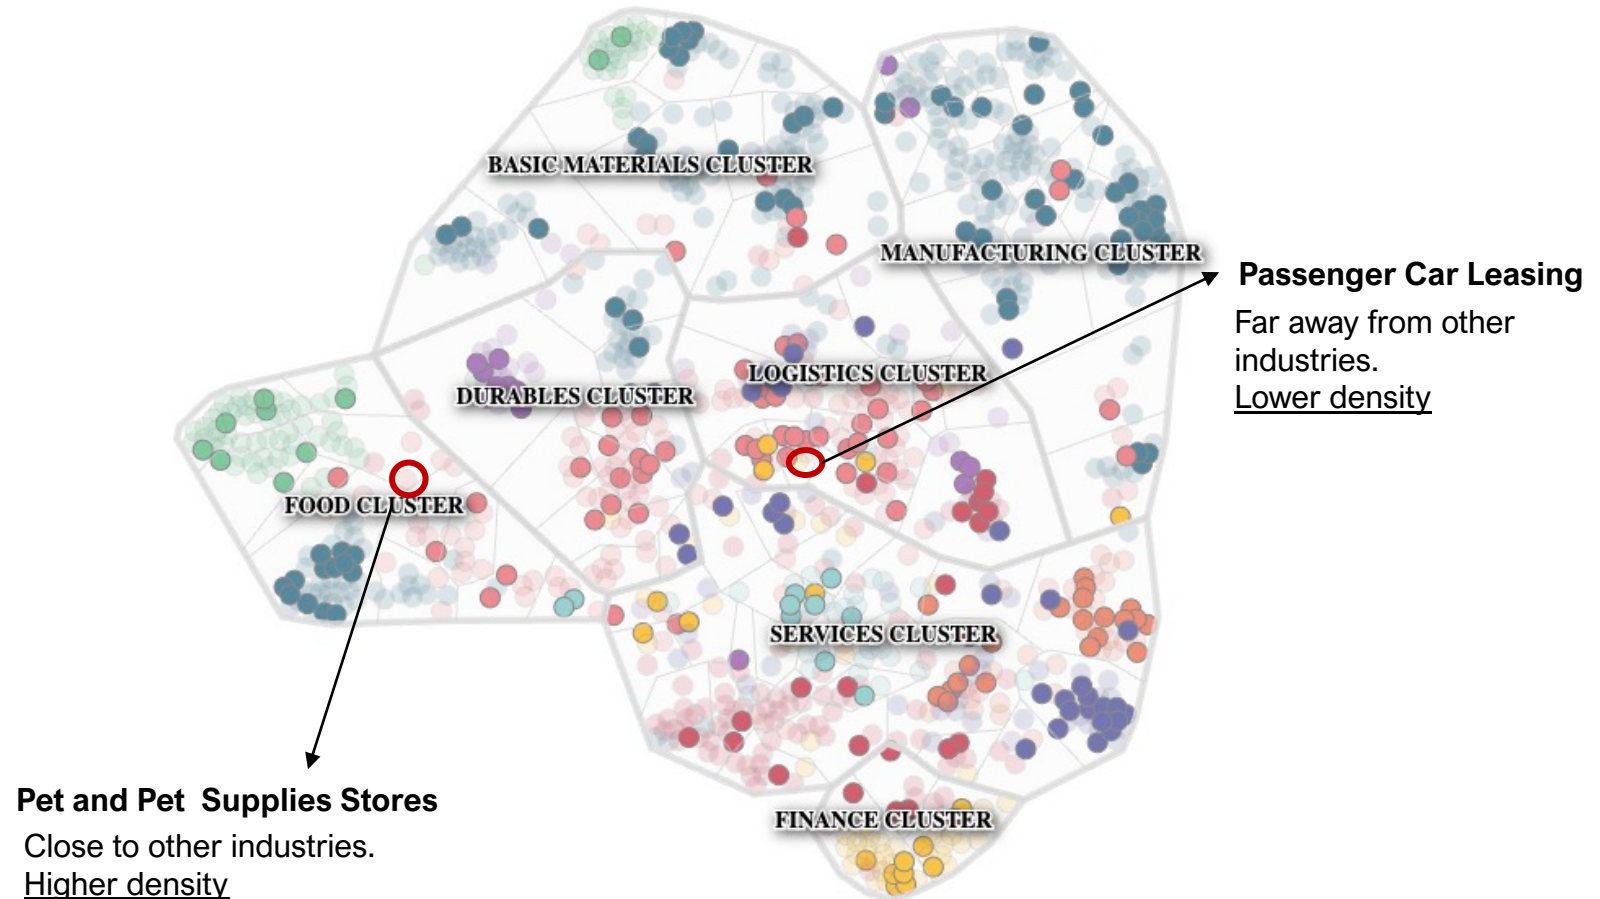 BASIC MATERIALS CLUSTER
MANUFACTURING CLUSTER
Passenger Car Leasing
Far away from other
industries.
Lower density
LOGISTICS CLUSTER
DURABLES CLUSTER
FOOD CLUSTER
SERVICES CLUSTER
Pet and Pet Supplies Stores
Close to other industries.
Higher density
FINANCE CLUSTER